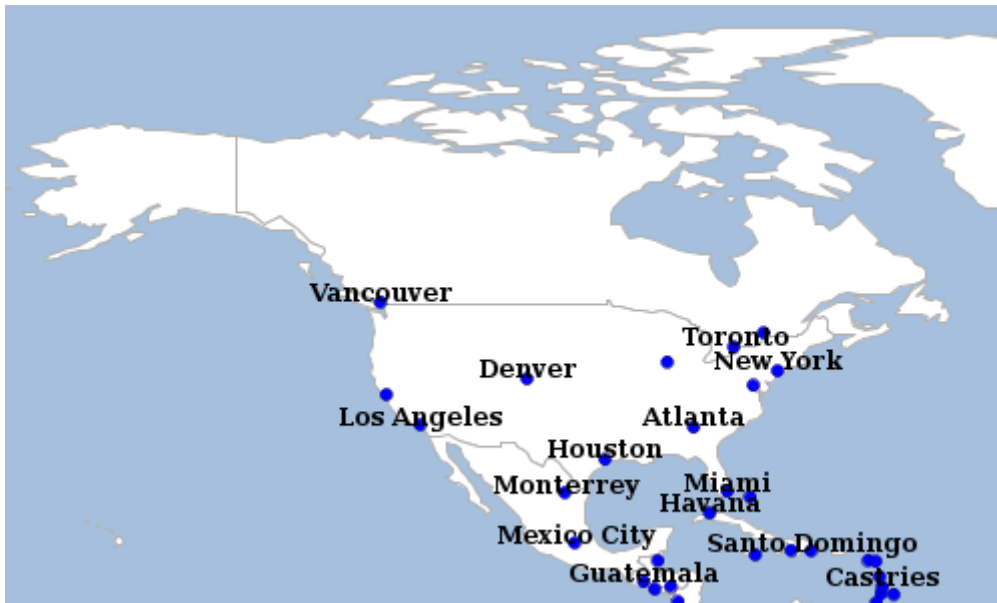 Vancouver
Toronto
New York
Denver
Los Angeles
Atlanta
Houston
Monterrey
Miami
Havana
Mexico City
Santo Domingo
Guatemala
Castries